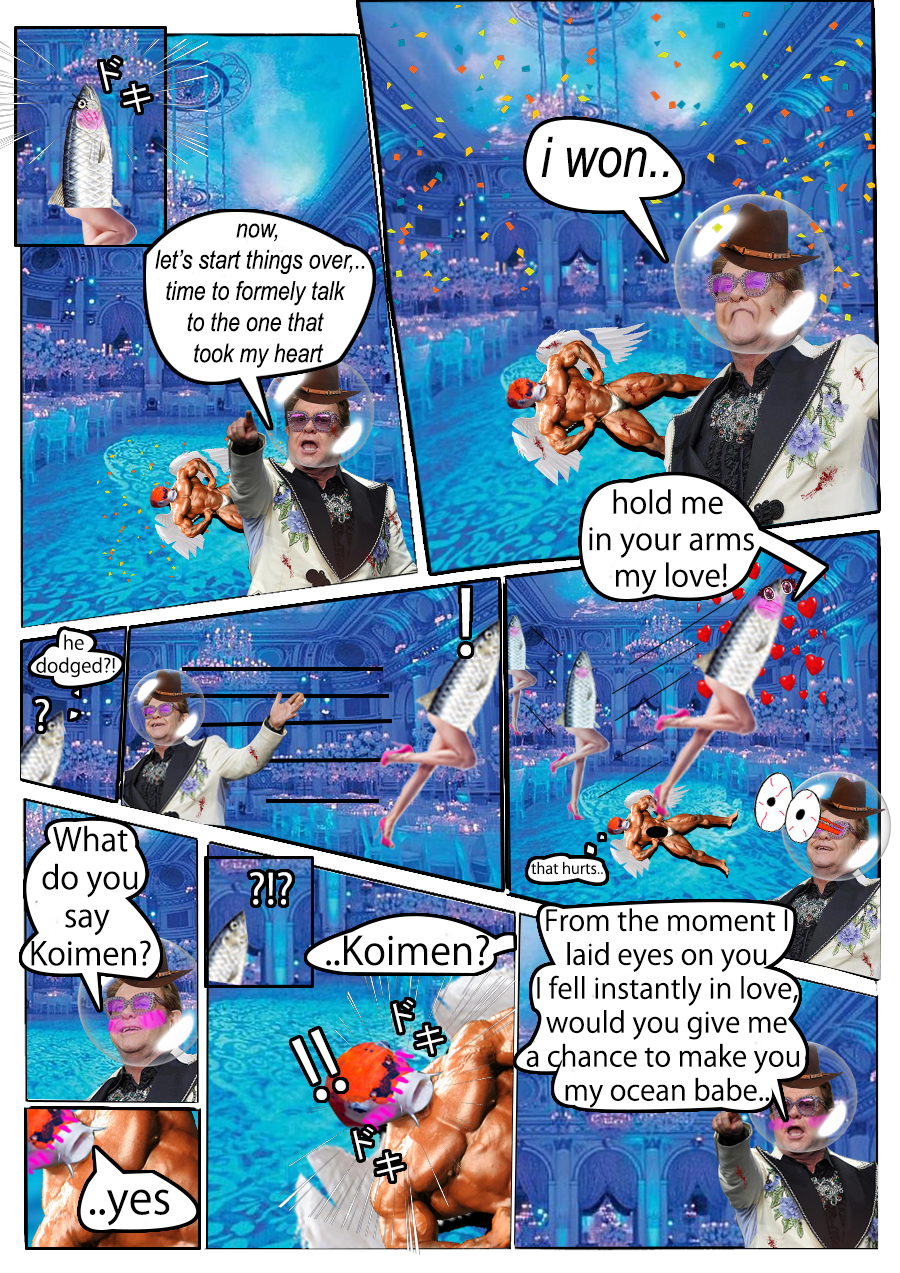 i won..
now,
let's start things over,..
time to formely talk
to the one that
took my heart
ドキ
hold me
in your arms
my love!
that hurts..
!
he
dodged?!
?
From the moment I
laid eyes on you
I fell instantly in love,
would you give me
a chance to make you
my ocean babe..
?!?
..Koimen?
!!
ドキ
ドキ
What
do you
say
Koimen?
..yes